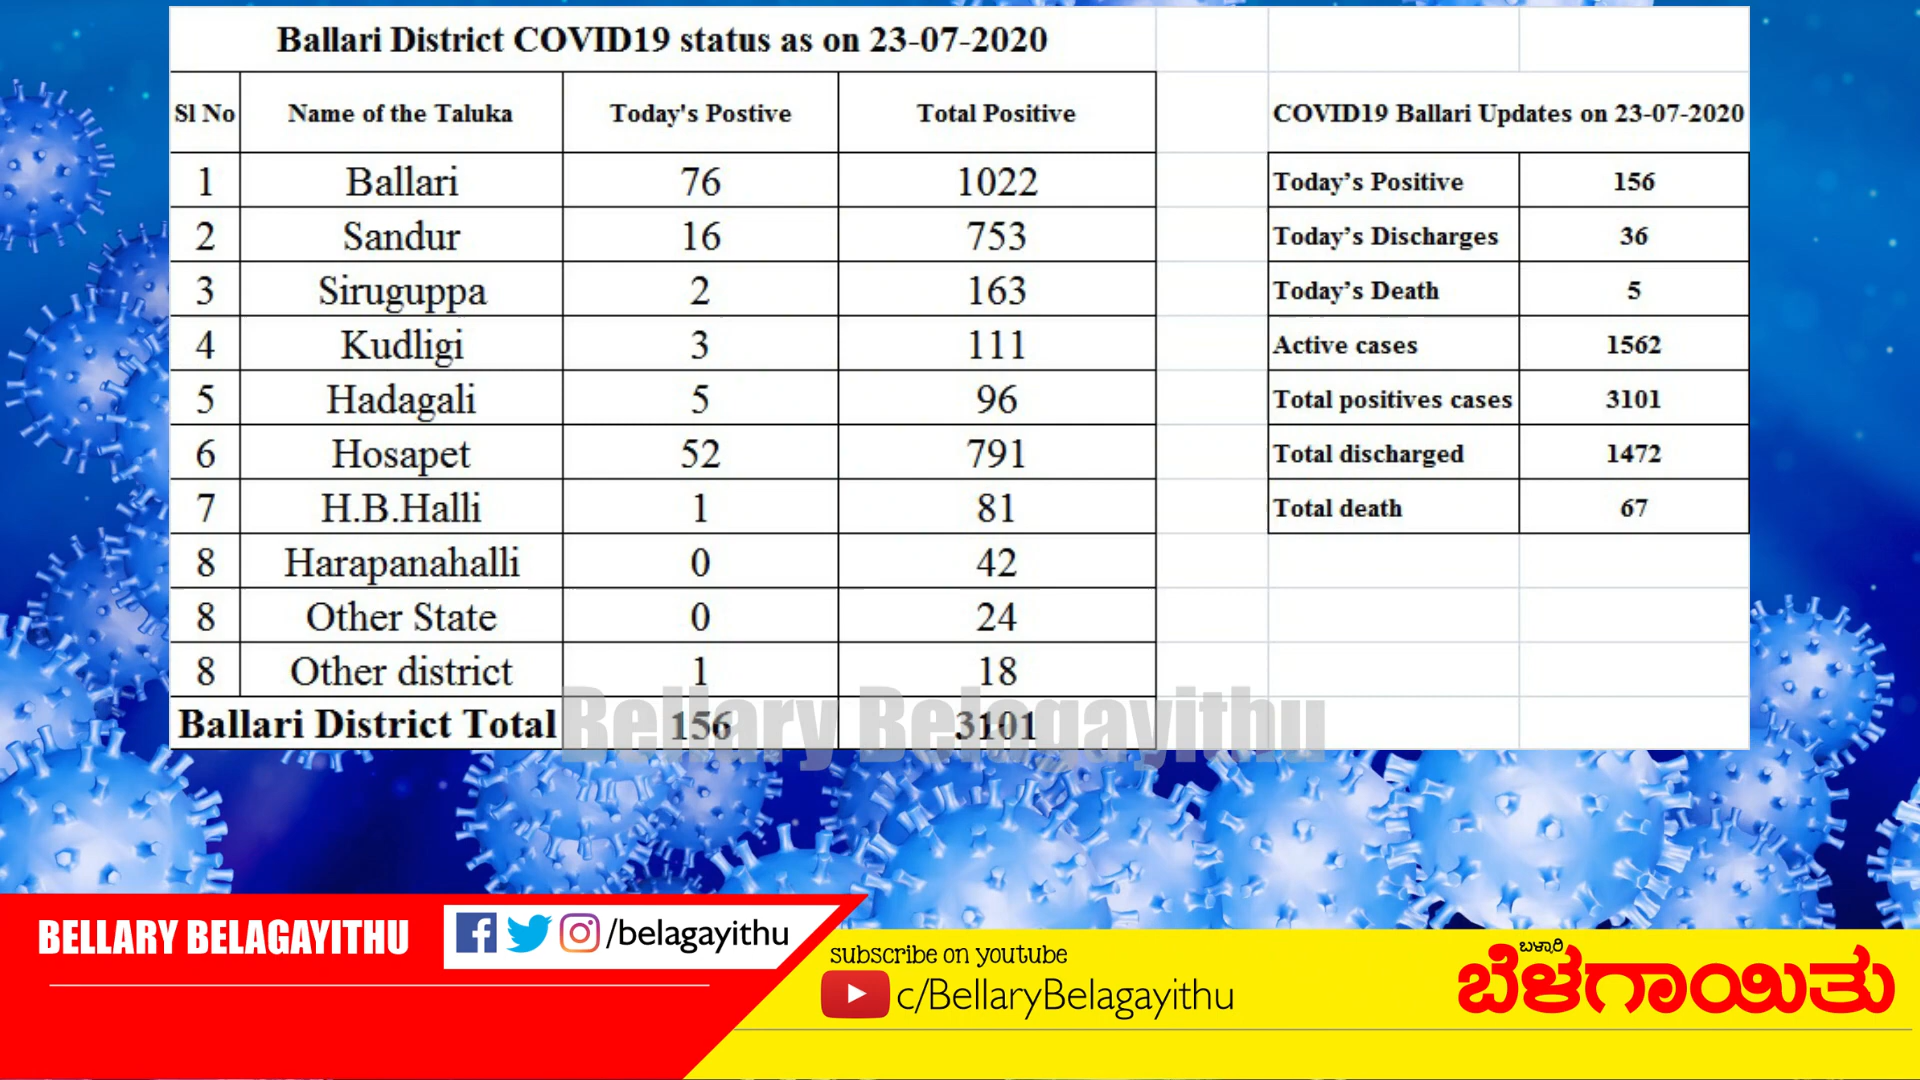 Ballari District COVID19 status as on 23-07-2020
Sl No Name of the Taluka Today's Postive Total Positive
1 Ballari 76 1022
2 Sandur 16 753
3 Siruguppa 2 163
4 Kudligi 3 111
5 Hadagali 5 96
6 Hosapet 52 791
7 H.B.Halli 1 81
8 Harapanahalli 0 42
8 Other State 0 24
8 Other district 1 18
Ballari District Total 156 3101
COVID19 Ballari Updates on 23-07-2020
Today’s Positive 156
Today’s Discharges 36
Today’s Death 5
Active cases 1562
Total positives cases 3101
Total discharged 1472
Total death 67
Bellary Belagayithu
BELLARY BELAGAYITHU
/belagayithu
subscribe on youtube
c/BellaryBelagayithu
ಬಳ್ಳಾರಿ
ಬೆಳಗಾಯಿತು